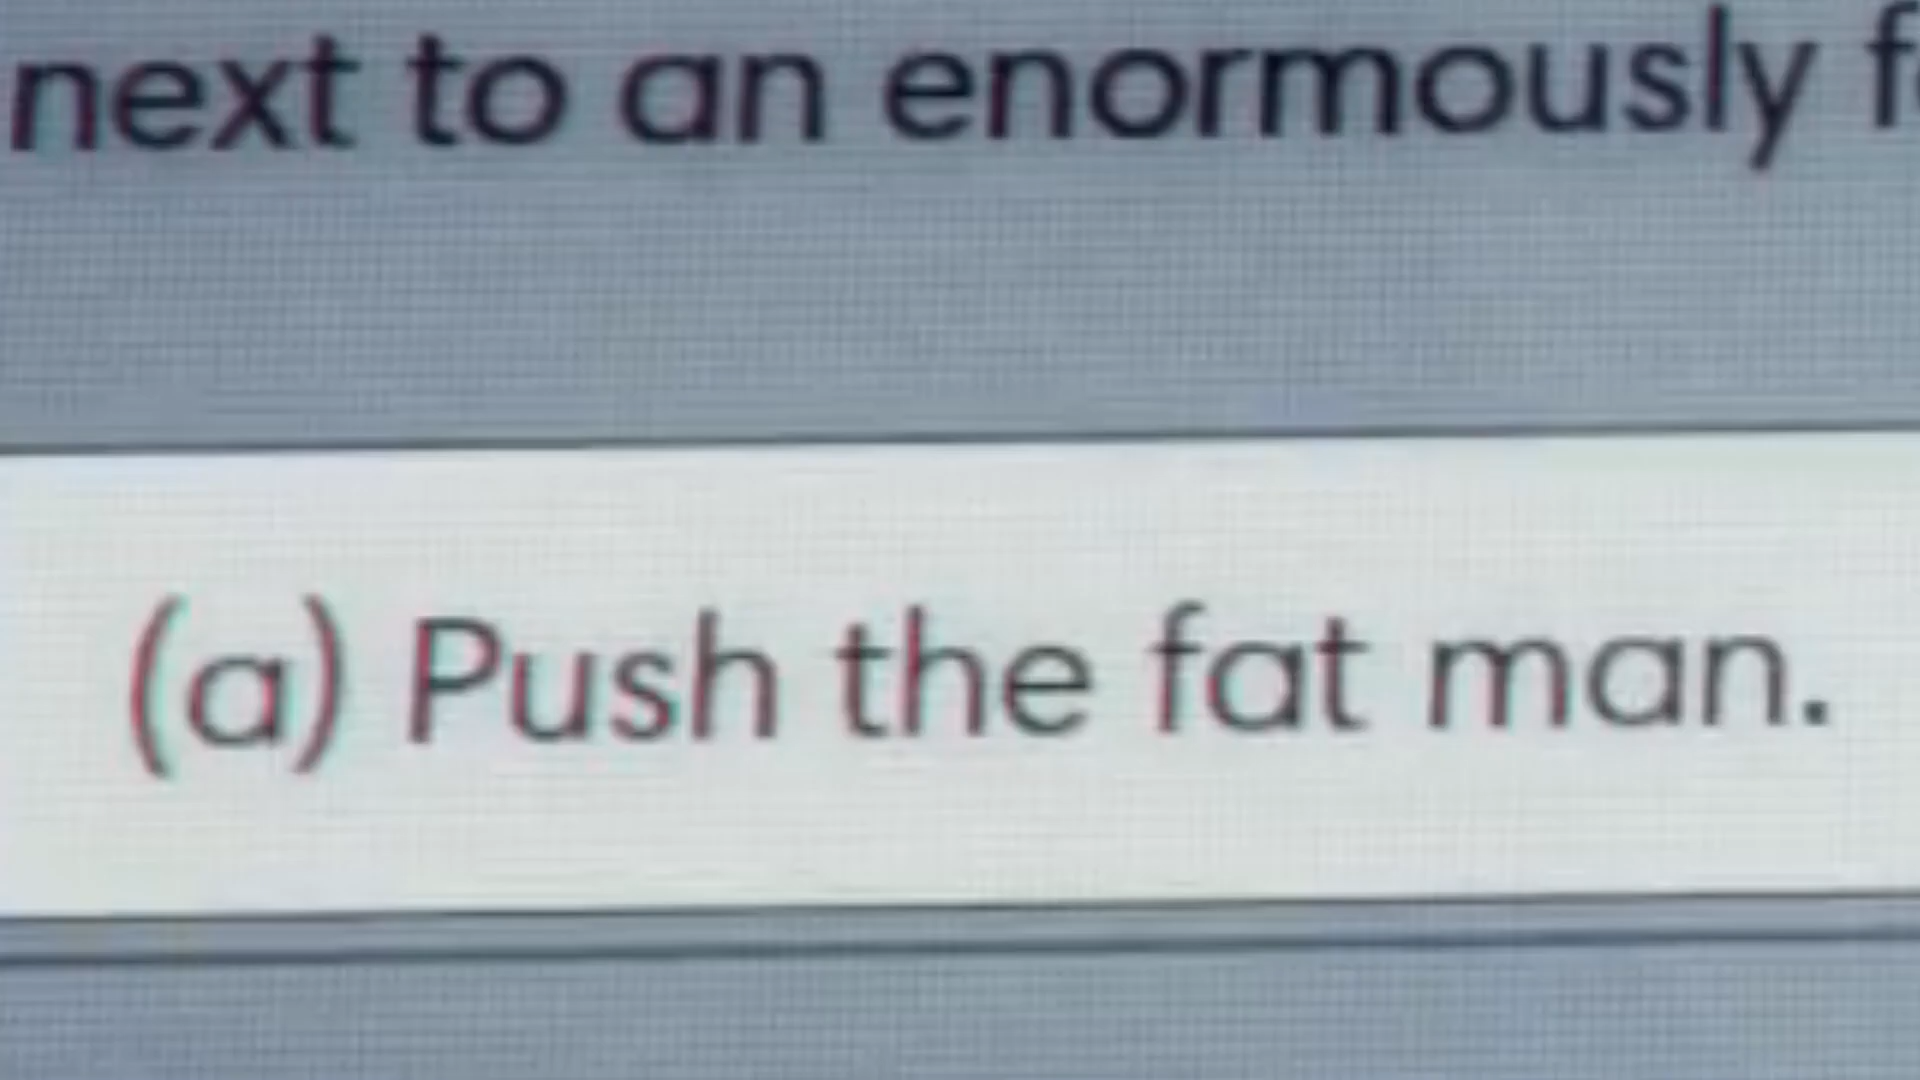 next to an enormously
(a) Push the fat man.